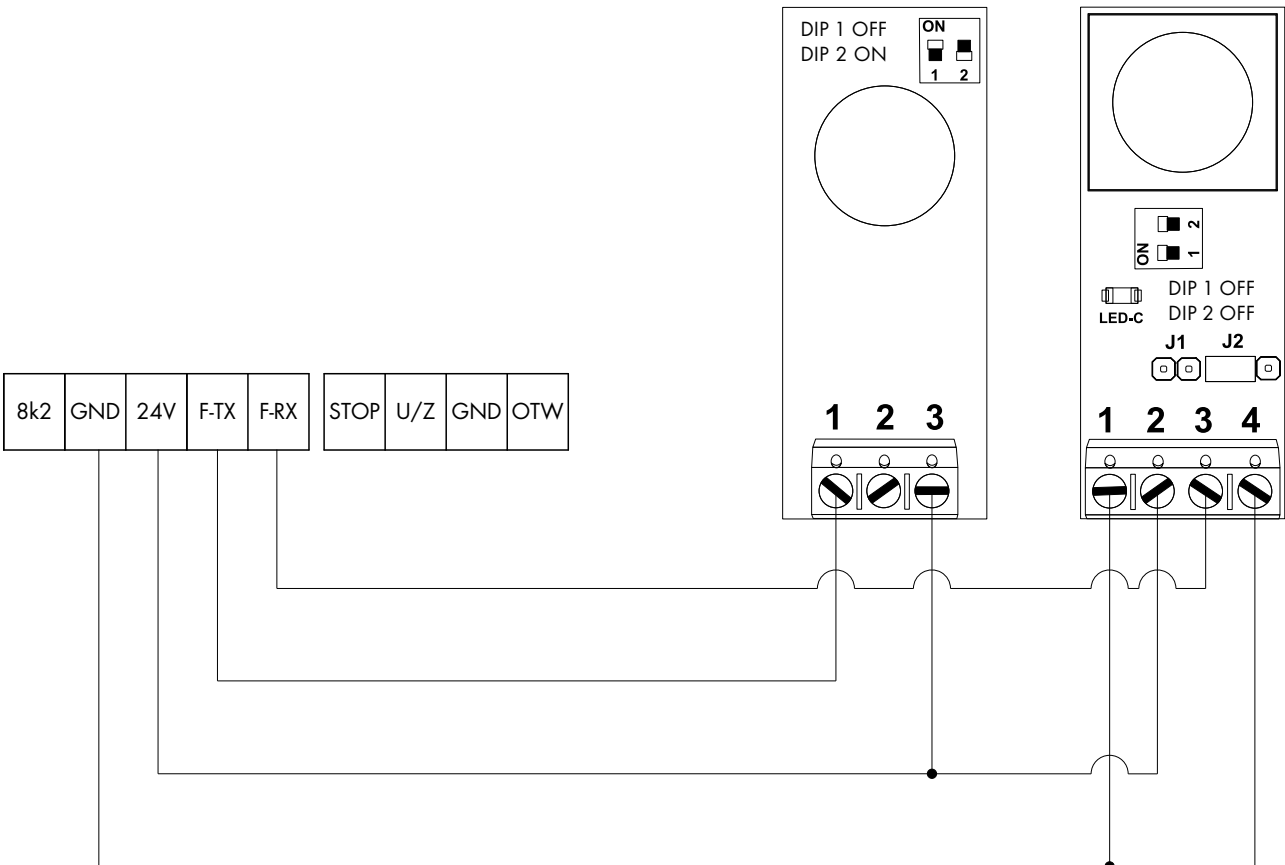 DIP 1 OFF
DIP 2 ON
ON
1 2
2
ON 1
LED-C
DIP 1 OFF
DIP 2 OFF
J1 J2
8k2 GND 24V F-TX F-RX STOP U/Z GND OTW
1 2 3
1 2 3 4